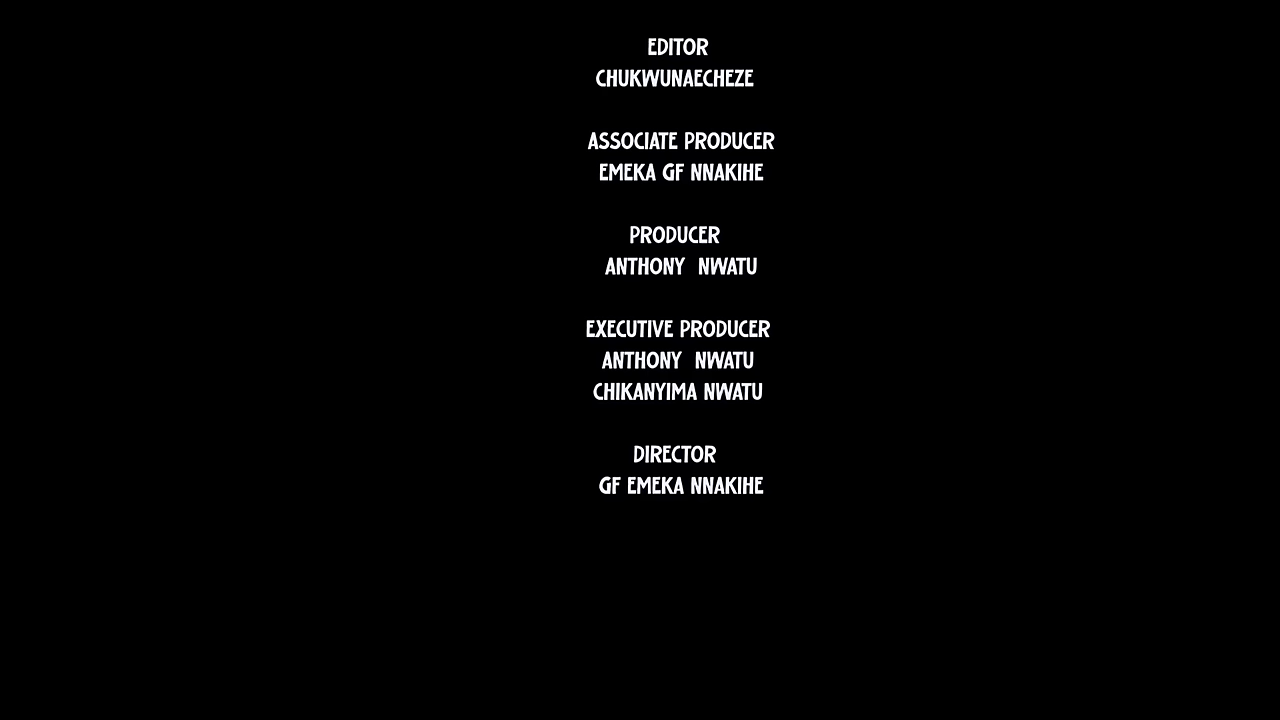 EDITOR
CHUKWUNAECHEZE
ASSOCIATE PRODUCER
EMEKA GF NNAKIHE
PRODUCER
ANTHONY  NWATU
EXECUTIVE PRODUCER
ANTHONY  NWATU
CHIKANYIMA NWATU
DIRECTOR
GF EMEKA NNAKIHE